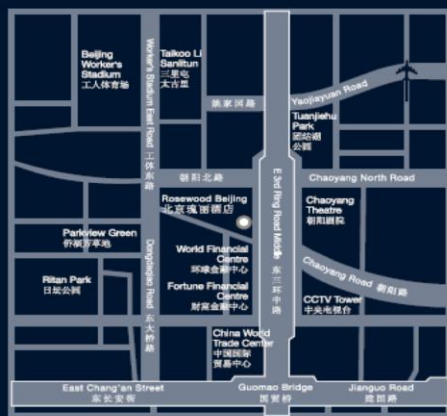 Beijing
Worker's
Stadium
工人体育场
Worker's Stadium East Road 工体东路
Taikoo Li
Sanlitun
三里屯
太古里
姚家园路
Yaojiayuan Road
Tuanjiehu
Park
团结湖
公园
朝阳北路
Chaoyang North Road
Rosewood Beijing
北京瑰丽酒店
E 3rd Ring Road Middle 东三环中路
Chaoyang
Theatre
朝阳剧院
Parkview Green
侨福芳草地
Dongdaqiao Road 东大桥路
World Financial
Centre
环球金融中心
Chaoyang Road 朝阳路
Ritan Park
日坛公园
Fortune Financial
Centre
财富金融中心
CCTV Tower
中央电视台
China World
Trade Center
中国国际
贸易中心
East Chang'an Street
东长安街
Guomao Bridge
国贸桥
Jianguo Road
建国路